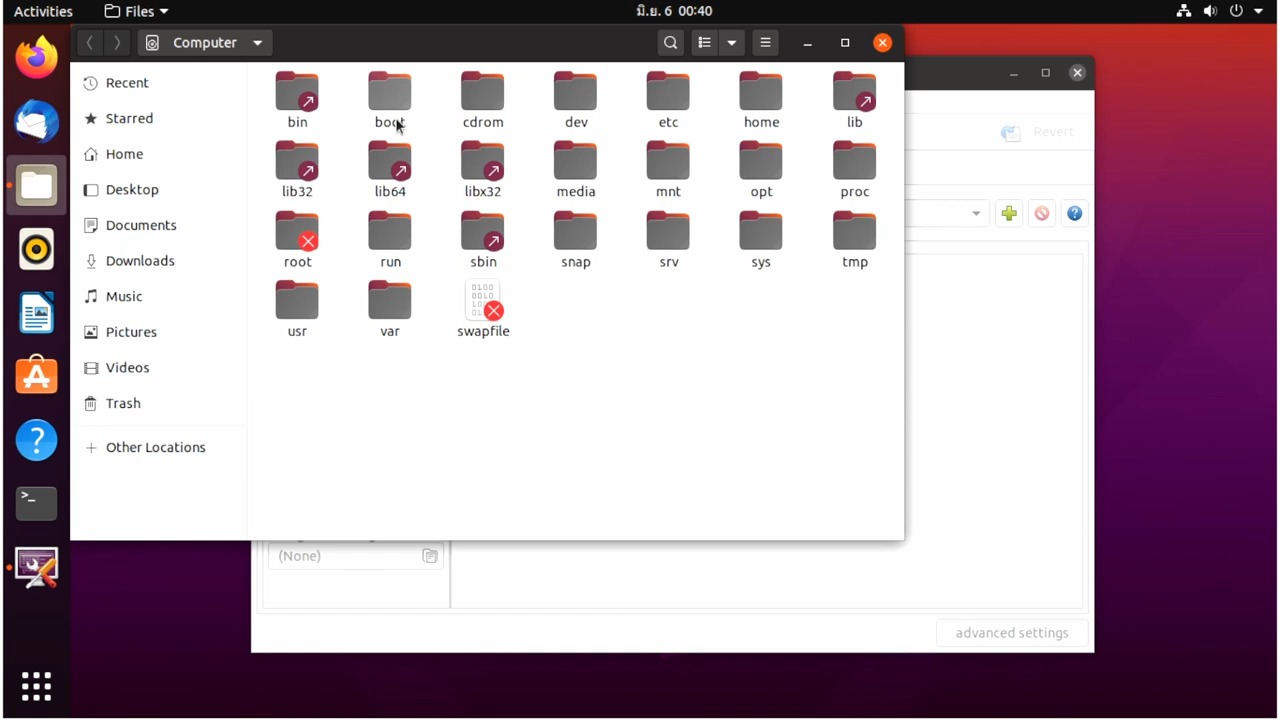 Activities Files มิ.ย. 6 00:40
Computer
Recent
Starred
Home
Desktop
Documents
Downloads
Music
Pictures
Videos
Trash
Other Locations
bin boot cdrom dev etc home lib
lib32 lib64 libx32 media mnt opt proc
root run sbin snap srv sys tmp
usr var swapfile
Revert
(None)
advanced settings